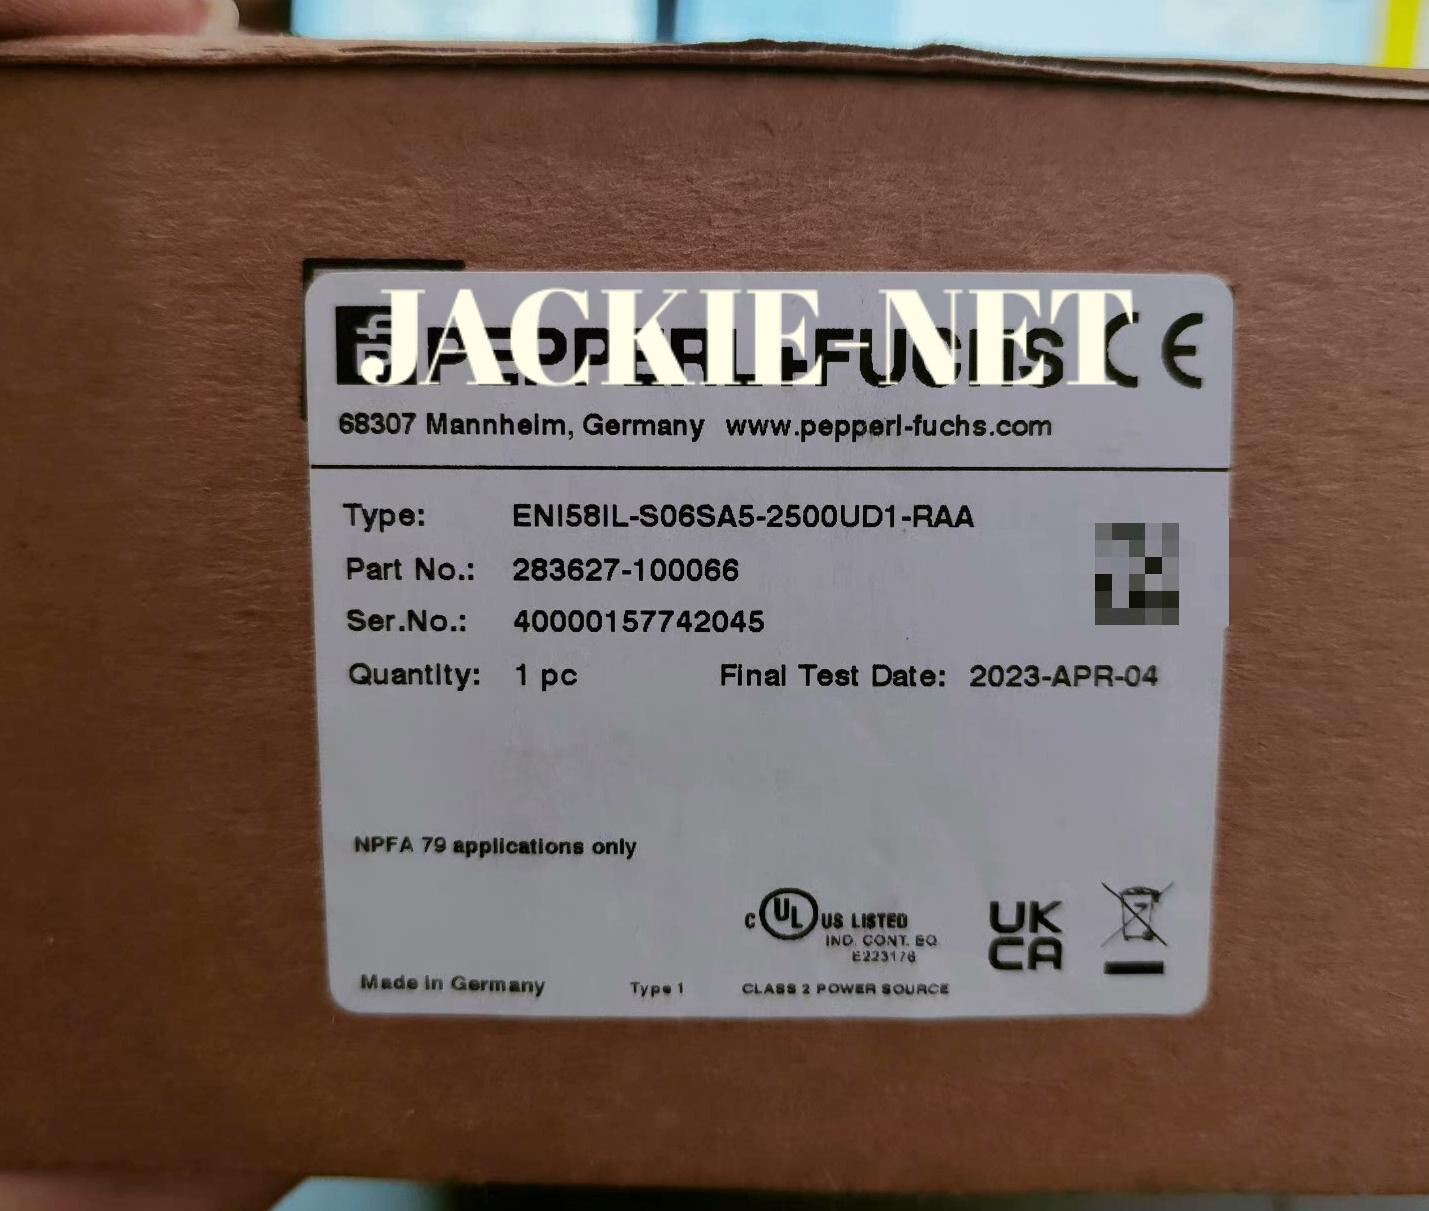 JACKIE-NET
PEPPERL+FUCHS CE
68307 Mannheim, Germany www.pepperl-fuchs.com
Type: ENI58IL-S06SA5-2500UD1-RAA
Part No.: 283627-100066
Ser.No.: 40000157742045
Quantity: 1 pc Final Test Date: 2023-APR-04
NPFA 79 applications only
C UL US LISTED
IND. CONT. EQ.
E223176
UK
CA
Made in Germany Type 1 CLASS 2 POWER SOURCE